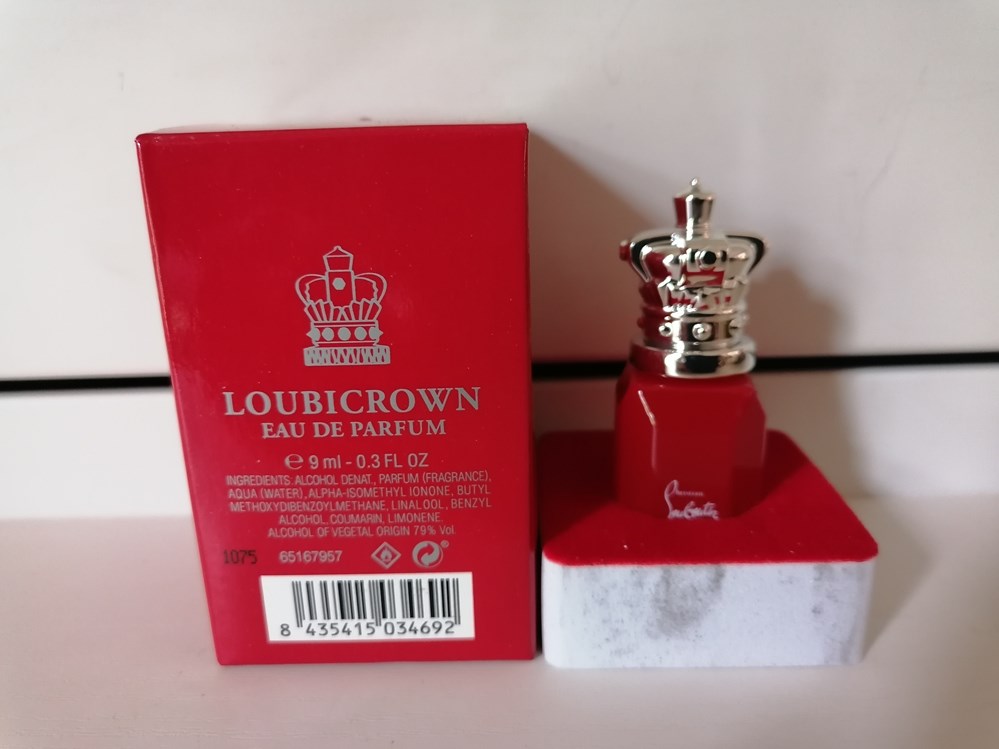 LOUBICROWN
EAU DE PARFUM
℮ 9 ml - 0.3 FL OZ
INGREDIENTS: ALCOHOL DENAT., PARFUM (FRAGRANCE),
AQUA (WATER), ALPHA-ISOMETHYL IONONE, BUTYL
METHOXYDIBENZOYLMETHANE, LINALOOL, BENZYL
ALCOHOL, COUMARIN, LIMONENE.
ALCOHOL OF VEGETAL ORIGIN 79% Vol.
1075 65167957
8 435415 034692
Louboutin